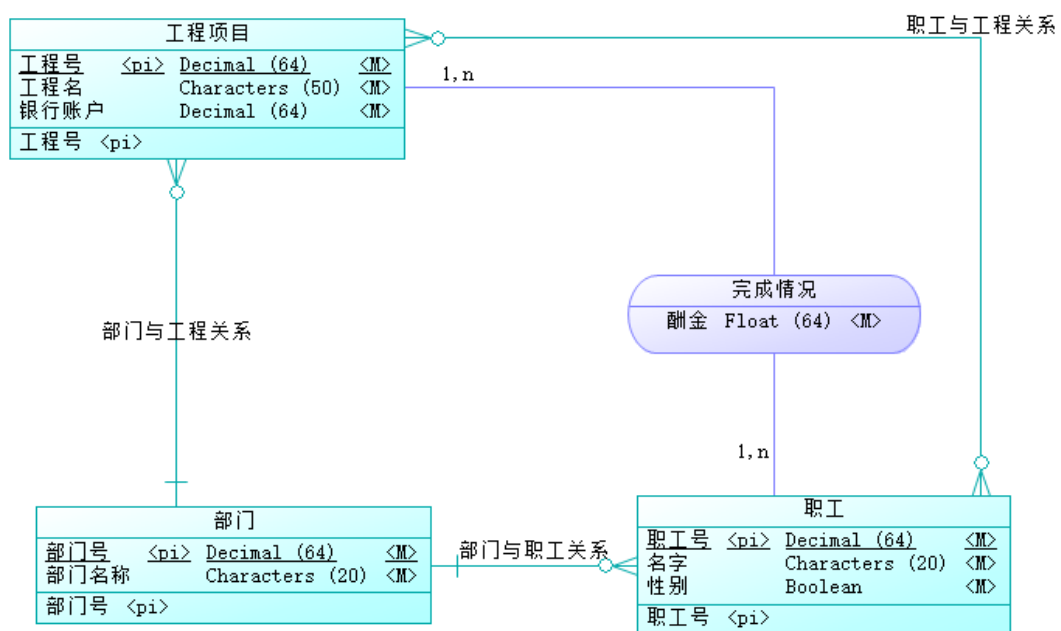 职工与工程关系
工程项目
工程号 <pi> Decimal (64) <M>
工程名 Characters (50) <M>
银行账户 Decimal (64) <M>
工程号 <pi>
1,n
完成情况
酬金 Float (64) <M>
部门与工程关系
1,n
部门
部门号 <pi> Decimal (64) <M>
部门名称 Characters (20) <M>
部门号 <pi>
部门与职工关系
职工
职工号 <pi> Decimal (64) <M>
名字 Characters (20) <M>
性别 Boolean <M>
职工号 <pi>